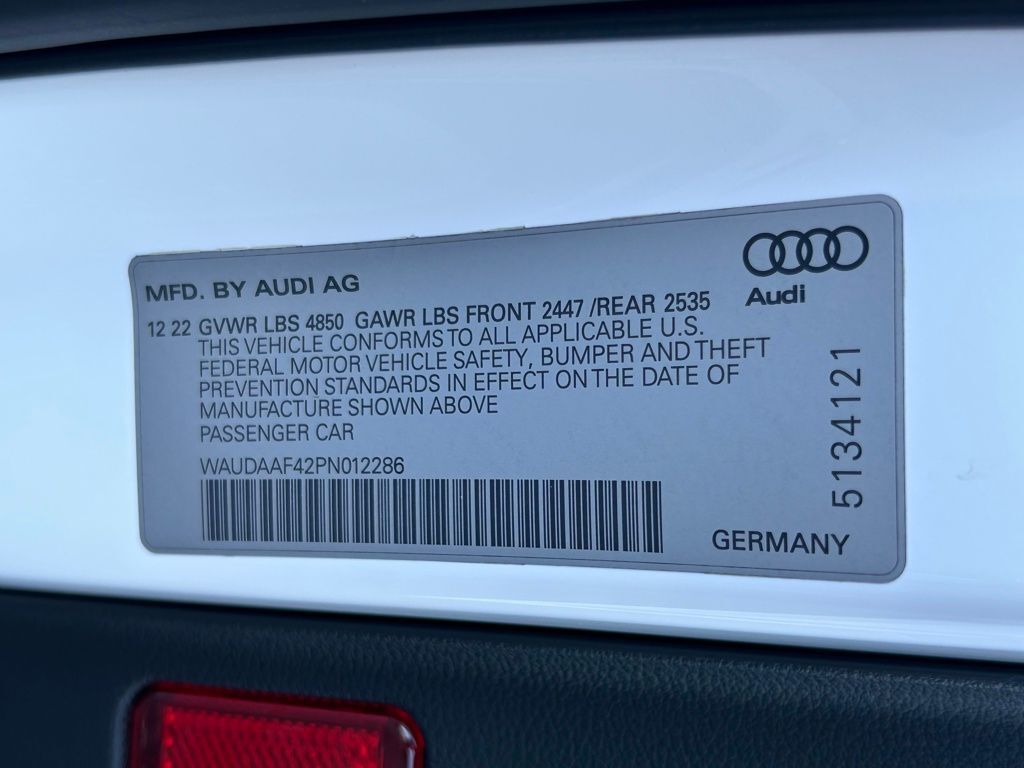 MFD. BY AUDI AG
Audi
12 22 GVWR LBS 4850 GAWR LBS FRONT 2447 /REAR 2535
THIS VEHICLE CONFORMS TO ALL APPLICABLE U.S.
FEDERAL MOTOR VEHICLE SAFETY, BUMPER AND THEFT
PREVENTION STANDARDS IN EFFECT ON THE DATE OF
MANUFACTURE SHOWN ABOVE
PASSENGER CAR
WAUDAAF42PN012286
5134121
GERMANY